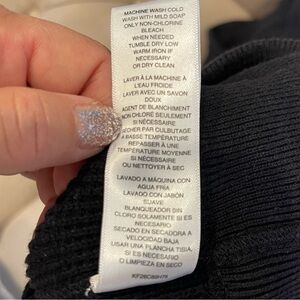 MACHINE WASH COLD
WASH WITH MILD SOAP
ONLY NON-CHLORINE
BLEACH
WHEN NEEDED
TUMBLE DRY LOW
WARM IRON IF
NECESSARY
OR DRY CLEAN
LAVER À LA MACHINE À
L'EAU FROIDE
LAVER AVEC UN SAVON
DOUX
AGENT DE BLANCHIMENT
NON CHLORÉ SEULEMENT
SI NÉCESSAIRE
SÉCHER PAR CULBUTAGE
À BASSE TEMPÉRATURE
REPASSER À UNE
TEMPÉRATURE MOYENNE
SI NÉCESSAIRE
OU NETTOYER À SEC
LAVADO A MÁQUINA CON
AGUA FRIA
LAVADO CON JABÓN
SUAVE
BLANQUEADOR SIN
CLORO SOLAMENTE SI ES
NECESARIO
SECADO EN SECADORA A
VELOCIDAD BAJA
USAR UNA PLANCHA TIBIA,
SI ES NECESARIO
O LIMPIEZA EN SECO